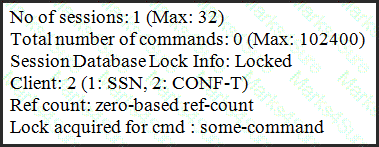 No of sessions: 1 (Max: 32)
Total number of commands: 0 (Max: 102400)
Session Database Lock Info: Locked
Client: 2 (1: SSN, 2: CONF-T)
Ref count: zero-based ref-count
Lock acquired for cmd : some-command